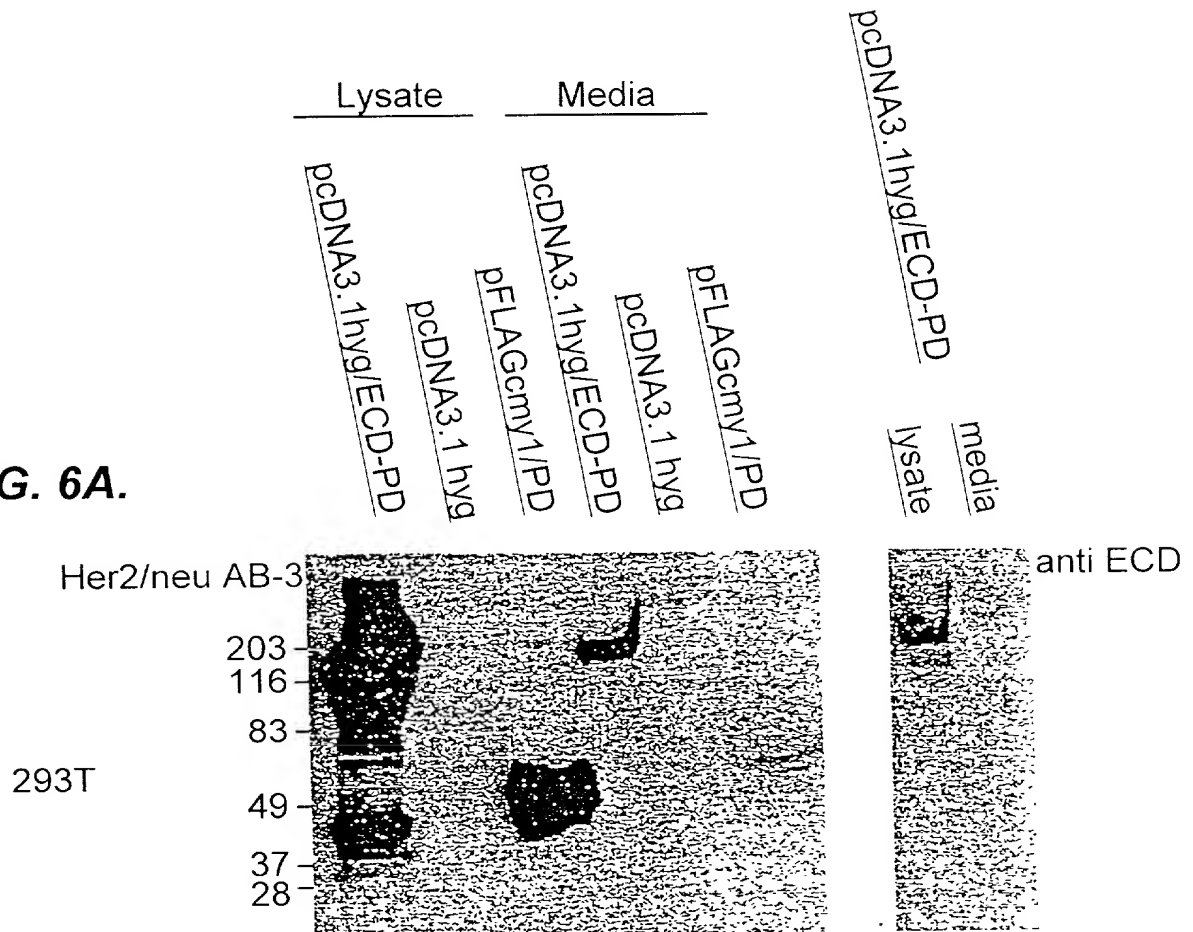 Lysate
Media
pcDNA3.1hyg/ECD-PD
pcDNA3.1 hyg
pFLAGcmy1/PD
pcDNA3.1hyg/ECD-PD
pcDNA3.1 hyg
pFLAGcmy1/PD
pcDNA3.1hyg/ECD-PD
lysate
media
G. 6A.
Her2/neu AB-3
anti ECD
203
116
83
293T
49
37
28